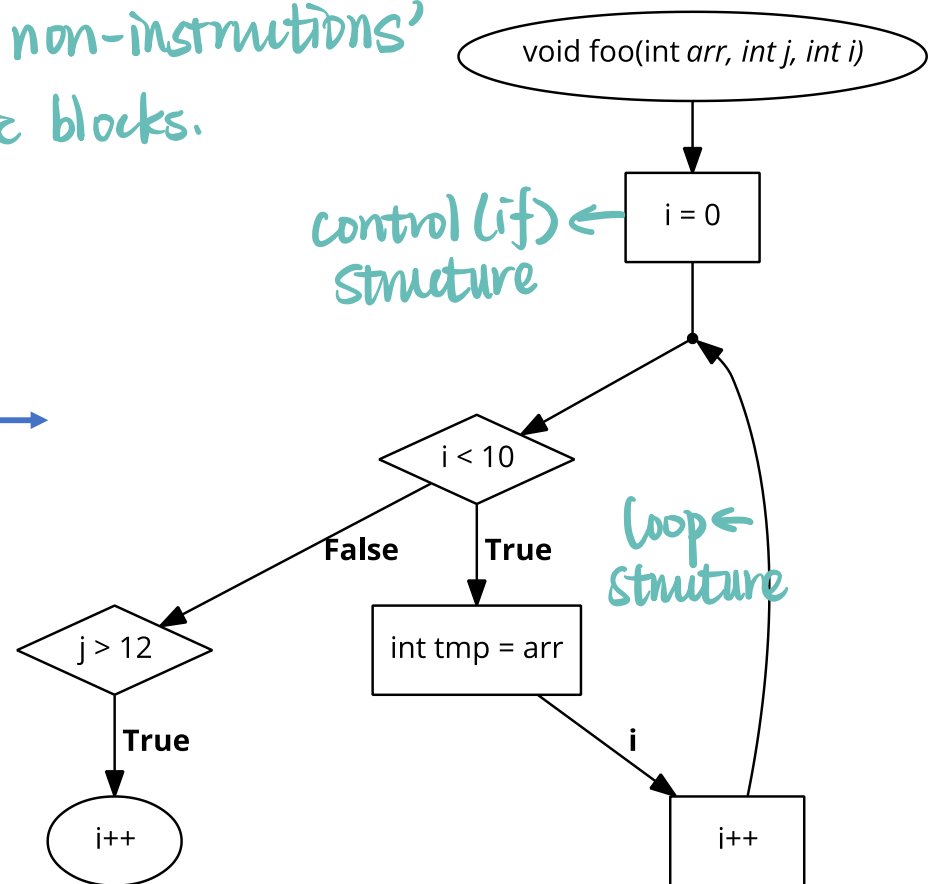 non-instructions'
blocks.
void foo(int arr, int j, int i)
i = 0
control (if)
structure
i < 10
False
True
Loop
structure
j > 12
int tmp = arr
True
i
i++
i++